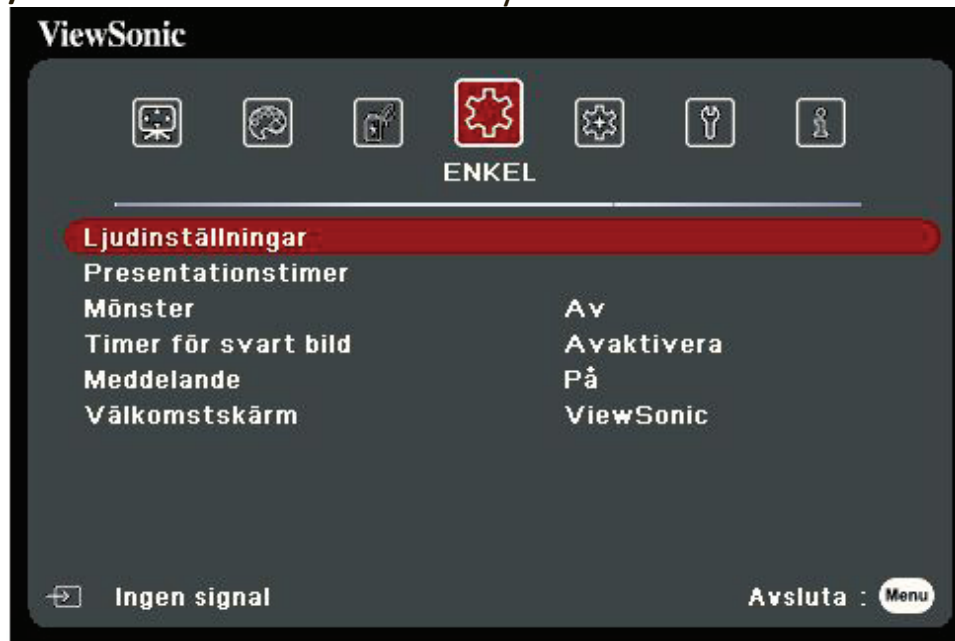 ViewSonic
ENKEL
Ljudinställningar
Presentationstimer
Mönster Av
Timer för svart bild Avaktivera
Meddelande På
Välkomstskärm ViewSonic
Ingen signal Avsluta : Menu